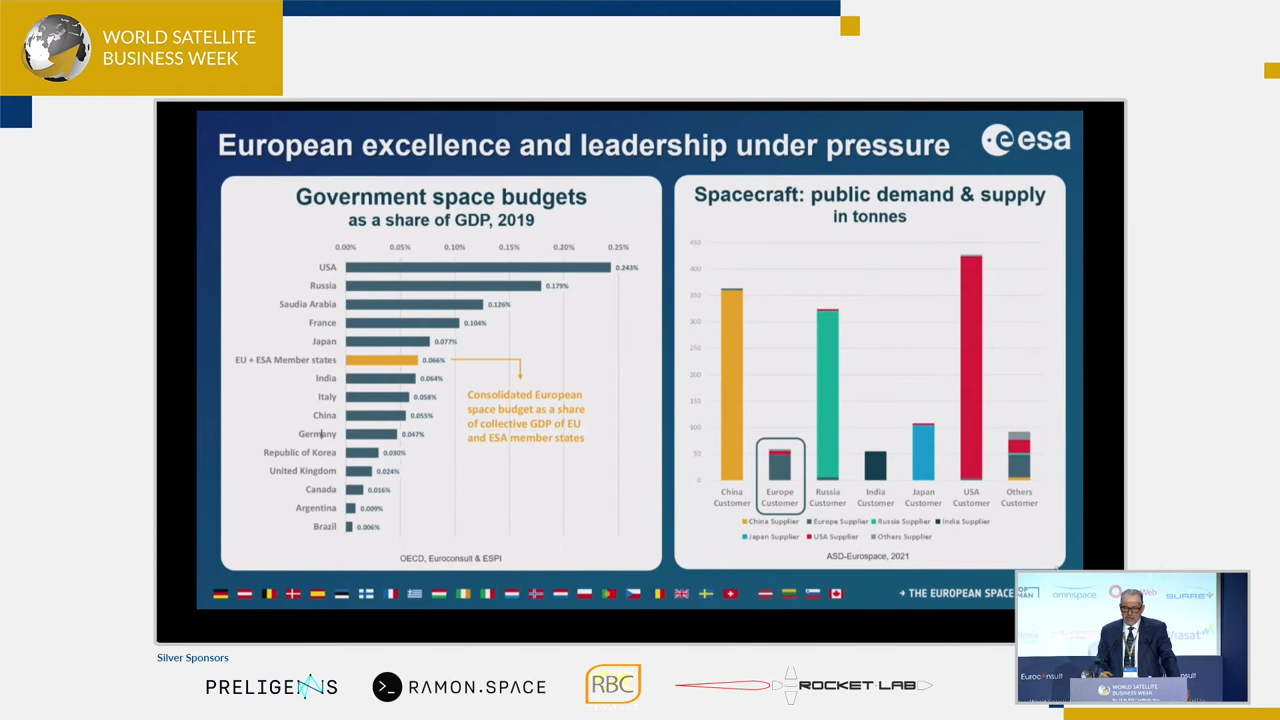 WORLD SATELLITE
BUSINESS WEEK
European excellence and leadership under pressure
esa
Government space budgets
as a share of GDP, 2019
0.00% 0.05% 0.10% 0.15% 0.20% 0.25%
USA 0.243%
Russia 0.179%
Saudia Arabia 0.126%
France 0.104%
Japan 0.077%
EU + ESA Member states 0.066%
India 0.064%
Italy 0.058%
China 0.055%
Germany 0.047%
Republic of Korea 0.030%
United Kingdom 0.024%
Canada 0.016%
Argentina 0.009%
Brazil 0.006%
Consolidated European
space budget as a share
of collective GDP of EU
and ESA member states
OECD, Euroconsult & ESPI
Spacecraft: public demand & supply
in tonnes
450
400
350
300
250
200
150
100
50
0
China Customer
Europe Customer
Russia Customer
India Customer
Japan Customer
USA Customer
Others Customer
China Supplier Europe Supplier Russia Supplier India Supplier
Japan Supplier USA Supplier Others Supplier
ASD-Eurospace, 2021
→ THE EUROPEAN SPACE
omnispace
Web
SURREY
Viasat
Euroconsult
WORLD SATELLITE
BUSINESS WEEK
Silver Sponsors
PRELIGENS
RAMON.SPACE
RBC
ROCKET LAB